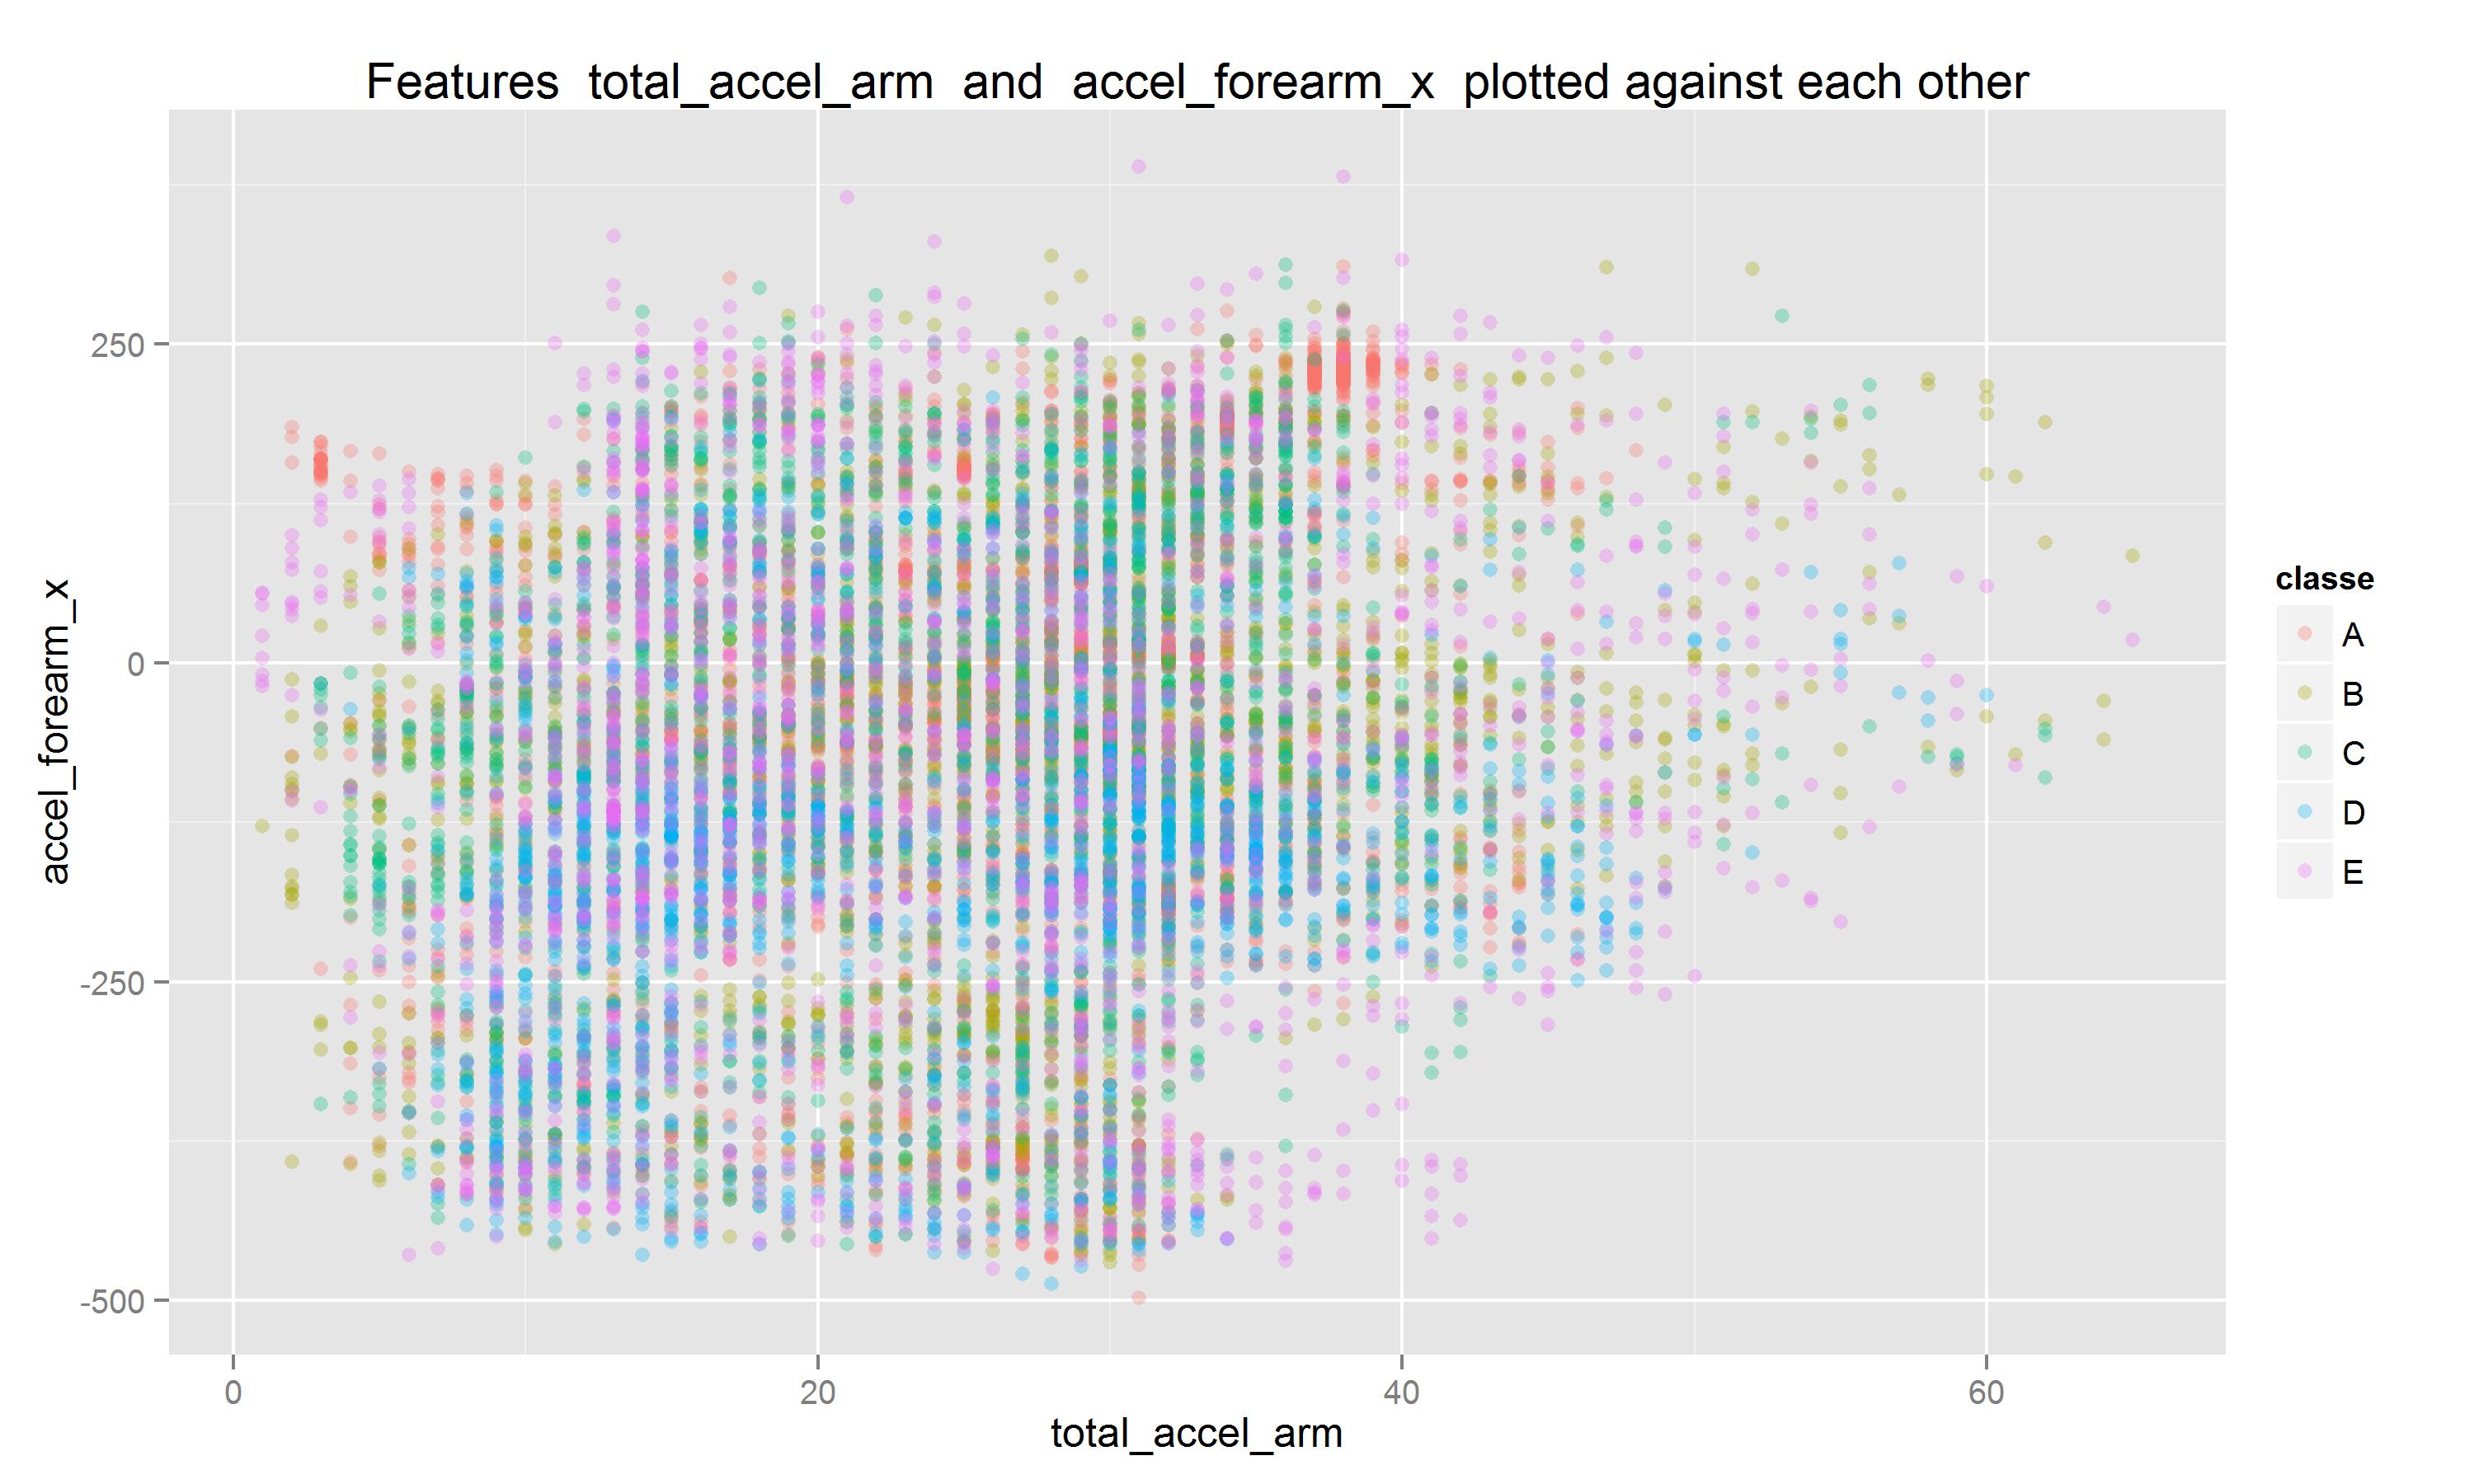 Features total_accel_arm and accel_forearm_x plotted against each other
accel_forearm_x
250
0
-250
-500
0 20 40 60
total_accel_arm
classe
A
B
C
D
E